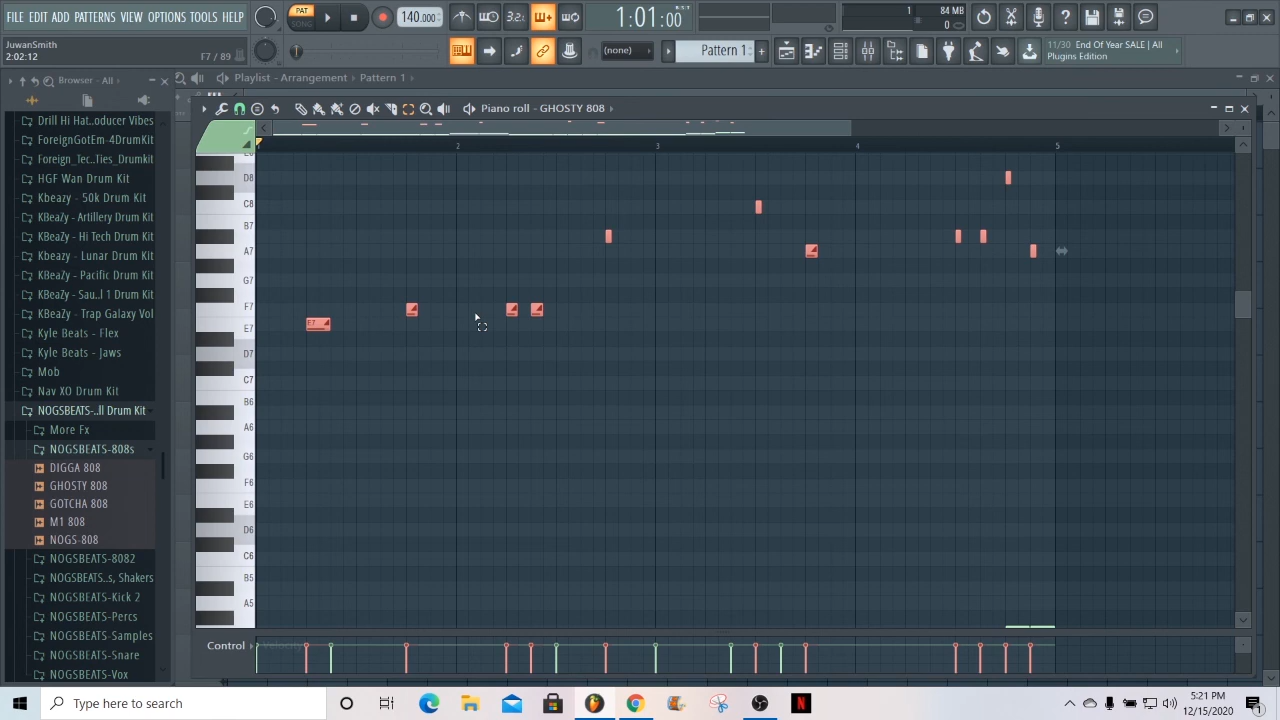 FILE EDIT ADD PATTERNS VIEW OPTIONS TOOLS HELP
PAT
SONG
140.000
3.2.
1:01:00
1
84 MB
0
JuwanSmith
2:02:12
F7 / 89
(none)
Pattern 1
11/30 End Of Year SALE | All
Plugins Edition
Browser - All
Playlist - Arrangement
Pattern 1
Piano roll - GHOSTY 808
Drill Hi Hat...oducer Vibes
ForeignGotEm-4DrumKit
Foreign_Tec..Ties_Drumkit
HGF Wan Drum Kit
Kbeazy - 50k Drum Kit
KBeaZy - Artillery Drum Kit
KBeaZy - Hi Tech Drum Kit
Kbeazy - Lunar Drum Kit
KBeaZy - Pacific Drum Kit
KBeaZy - Sau..l 1 Drum Kit
KBeaZy - Trap Galaxy Vol
Kyle Beats - Flex
Kyle Beats - Jaws
Mob
Nav XO Drum Kit
NOGSBEATS-..ll Drum Kit
More Fx
NOGSBEATS-808s
DIGGA 808
GHOSTY 808
GOTCHA 808
M1 808
NOGS-808
NOGSBEATS-8082
NOGSBEATS..s, Shakers
NOGSBEATS-Kick 2
NOGSBEATS-Percs
NOGSBEATS-Samples
NOGSBEATS-Snare
NOGSBEATS-Vox
2
3
4
5
D8
C8
B7
A7
G7
F7
E7
E7
D7
C7
B6
A6
G6
F6
E6
D6
C6
B5
A5
Control
Velocity
Type here to search
5:21 PM
12/15/2020
1